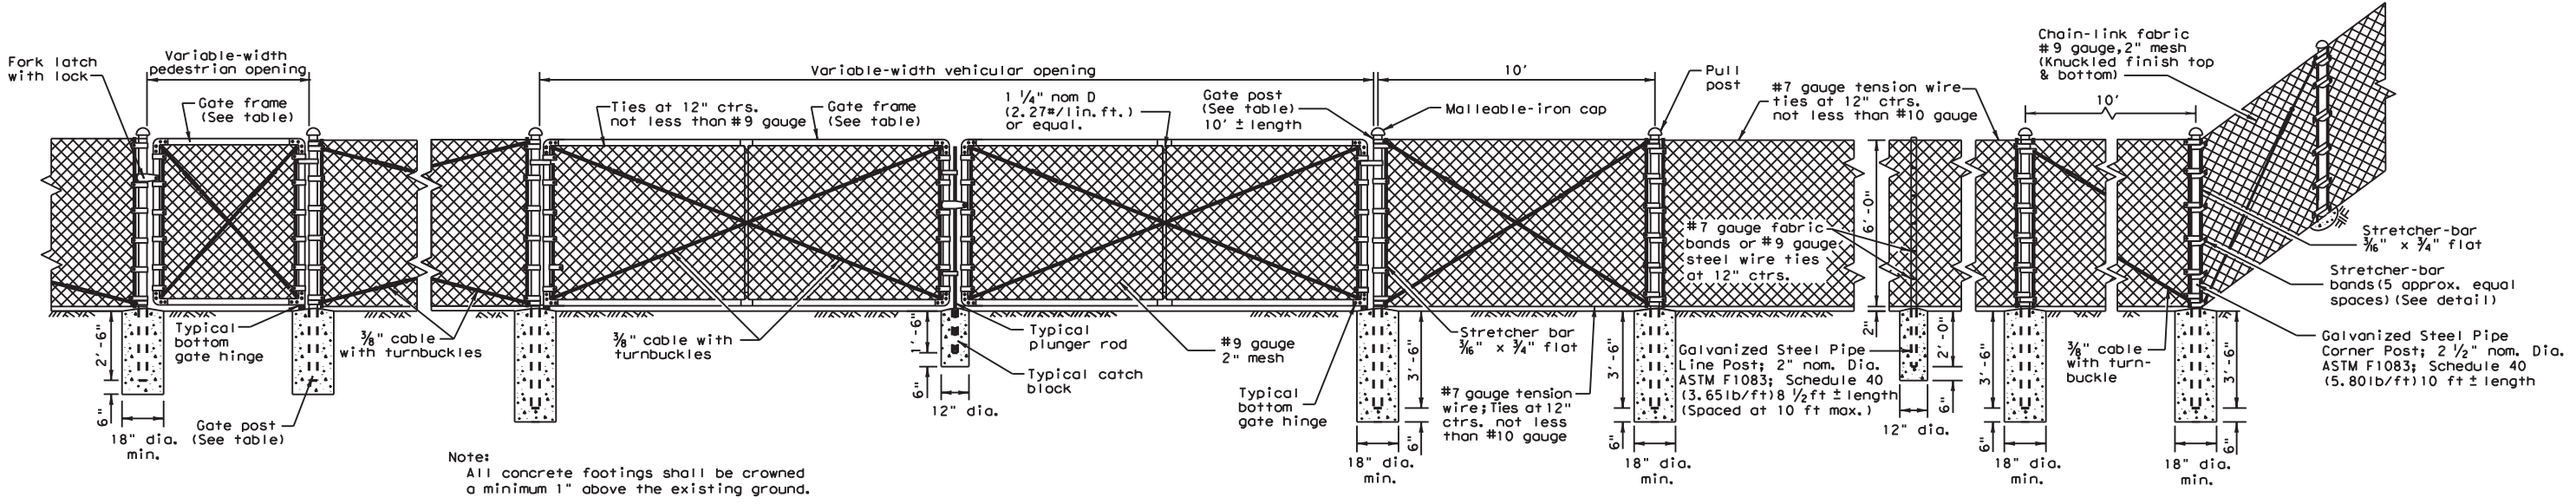 Fork latch
with lock
Variable-width
pedestrian opening
Gate frame
(See table)
Variable-width vehicular opening
Ties at 12" ctrs.
not less than #9 gauge
Gate frame
(See table)
1 1/4" nom D
(2.27#/lin.ft.)
or equal.
Gate post
(See table)
10' ± length
10'
Malleable-iron cap
Pull
post
#7 gauge tension wire
ties at 12" ctrs.
not less than #10 gauge
Chain-link fabric
#9 gauge, 2" mesh
(Knuckled finish top
& bottom)
10'
6'-0"
#7 gauge fabric
bands or #9 gauge
steel wire ties
at 12" ctrs.
Stretcher-bar
3/16" x 3/4" flat
Stretcher-bar
bands(5 approx. equal
spaces)(See detail)
Galvanized Steel Pipe
Corner Post; 2 1/2" nom. Dia.
ASTM F1083; Schedule 40
(5.80lb/ft)10 ft ± length
2'-6"
6"
18" dia.
min.
Typical
bottom
gate hinge
Gate post
(See table)
3/8" cable
with turnbuckles
3/8" cable with
turnbuckles
1'-6"
6"
12" dia.
Typical
plunger rod
Typical catch
block
#9 gauge
2" mesh
Typical
bottom
gate hinge
Stretcher bar
3/16" x 3/4" flat
3'-6"
6"
18" dia.
min.
#7 gauge tension
wire; Ties at 12"
ctrs. not less
than #10 gauge
3'-6"
6"
18" dia.
min.
Galvanized Steel Pipe
Line Post; 2" nom. Dia.
ASTM F1083; Schedule 40
(3.65lb/ft)8 1/2ft ± length
(Spaced at 10 ft max.)
2"
2'-0"
6"
12" dia.
3'-6"
6"
18" dia.
min.
3/8" cable
with turn-
buckle
3'-6"
6"
18" dia.
min.
Note:
All concrete footings shall be crowned
a minimum 1" above the existing ground.